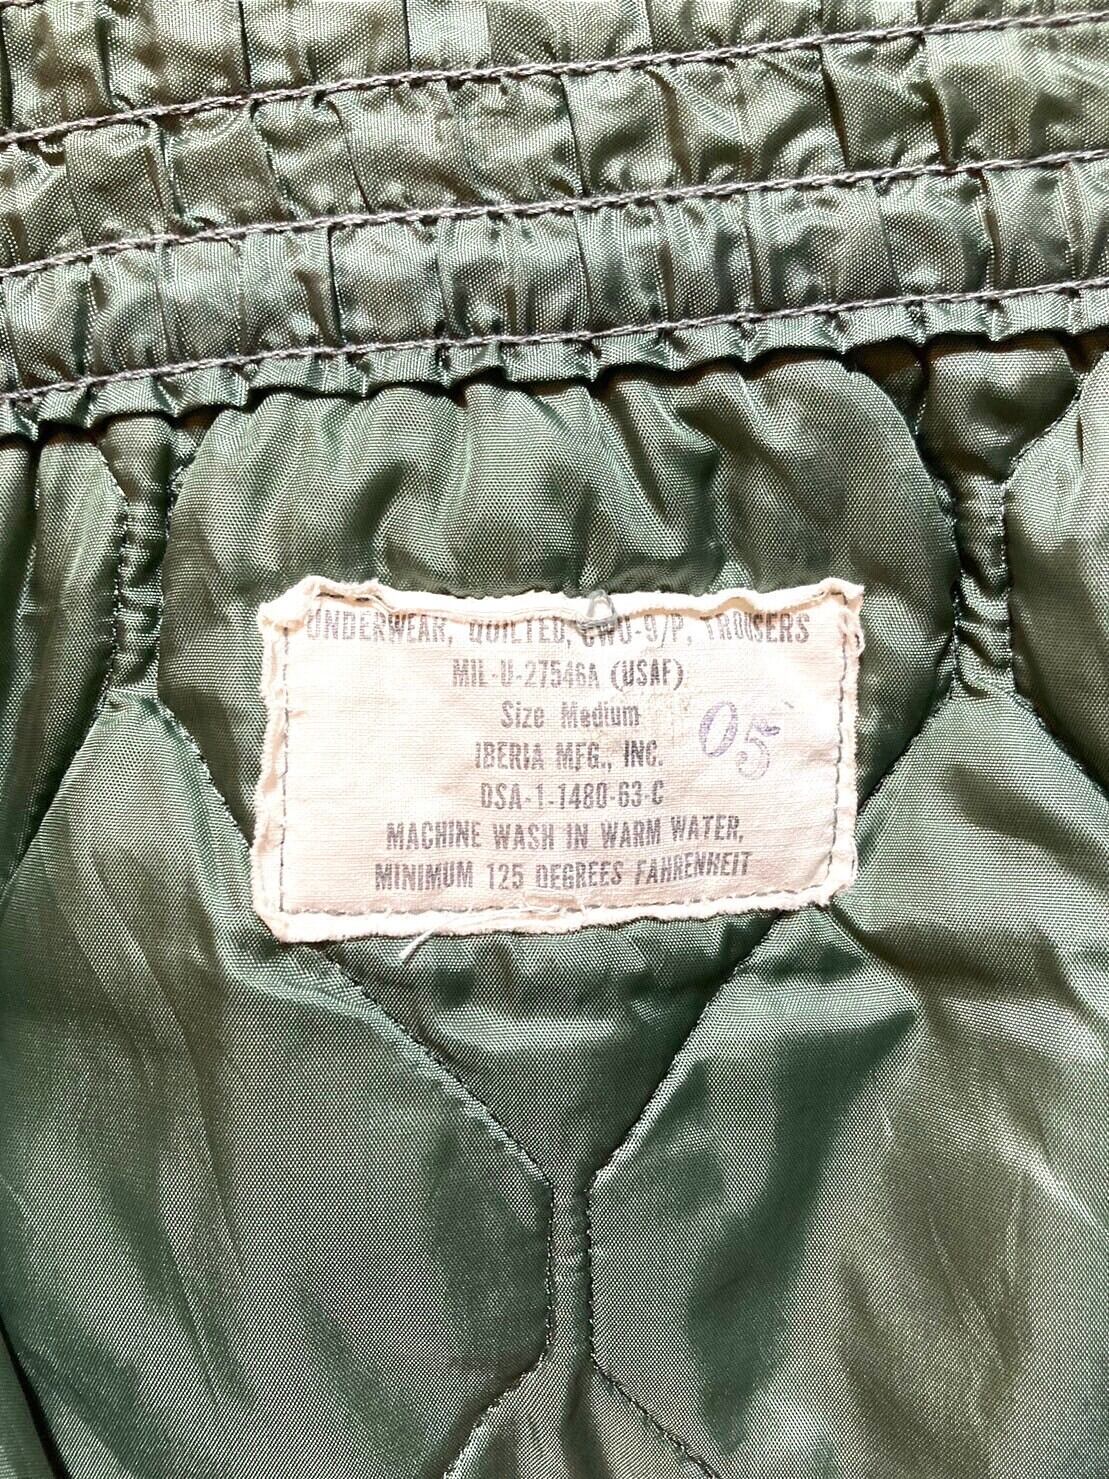 UNDERWEAR, QUILTED, CWU-9/P, TROUSERS
MIL-U-27546A (USAF)
Size Medium
IBERIA MFG., INC.
05
DSA-1-1480-63-C
MACHINE WASH IN WARM WATER,
MINIMUM 125 DEGREES FAHRENHEIT